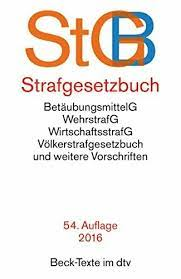 StGB
Strafgesetzbuch
BetäubungsmittelG
WehrstrafG
WirtschaftsstrafG
Völkerstrafgesetzbuch
und weitere Vorschriften
54. Auflage
2016
Beck-Texte im dtv